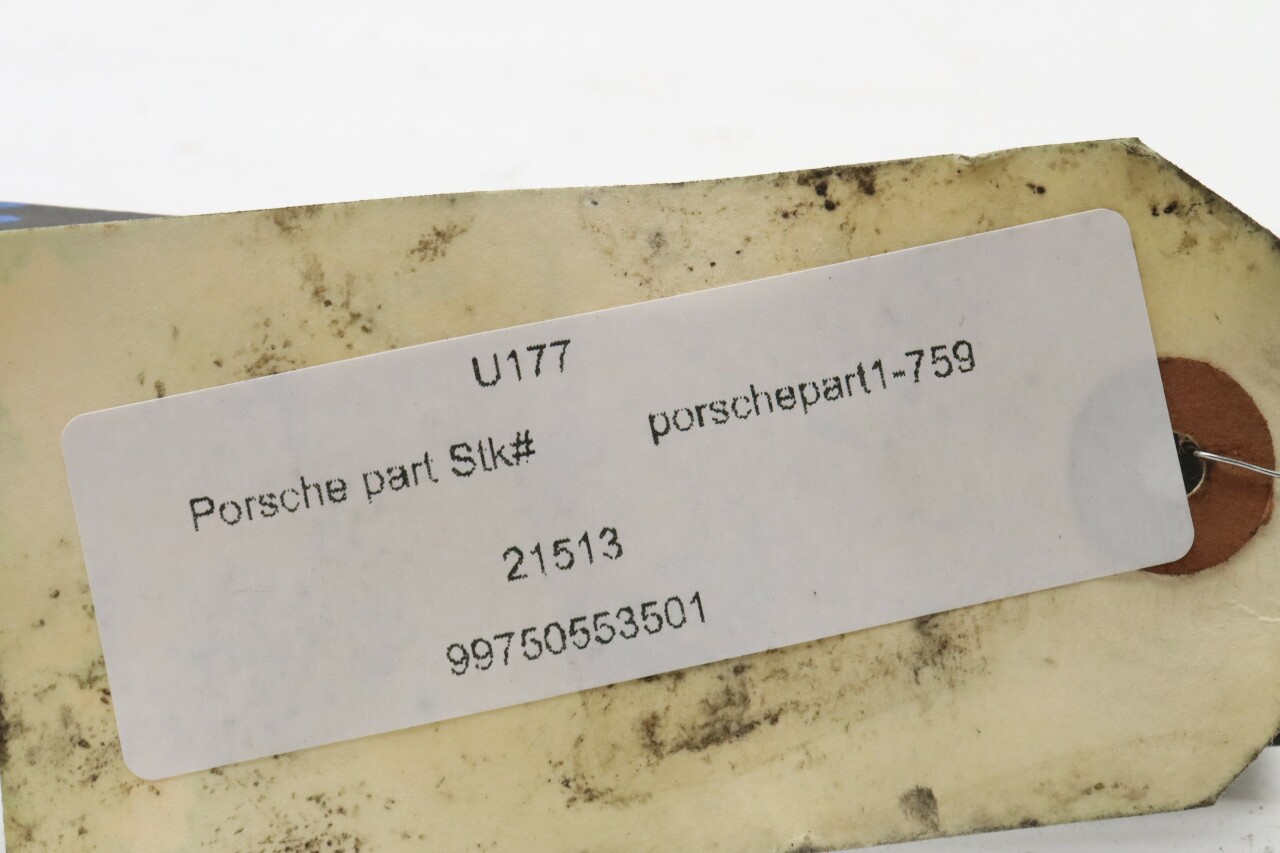 U177
Porsche part Stk# porschepart1-759
21513
99750553501